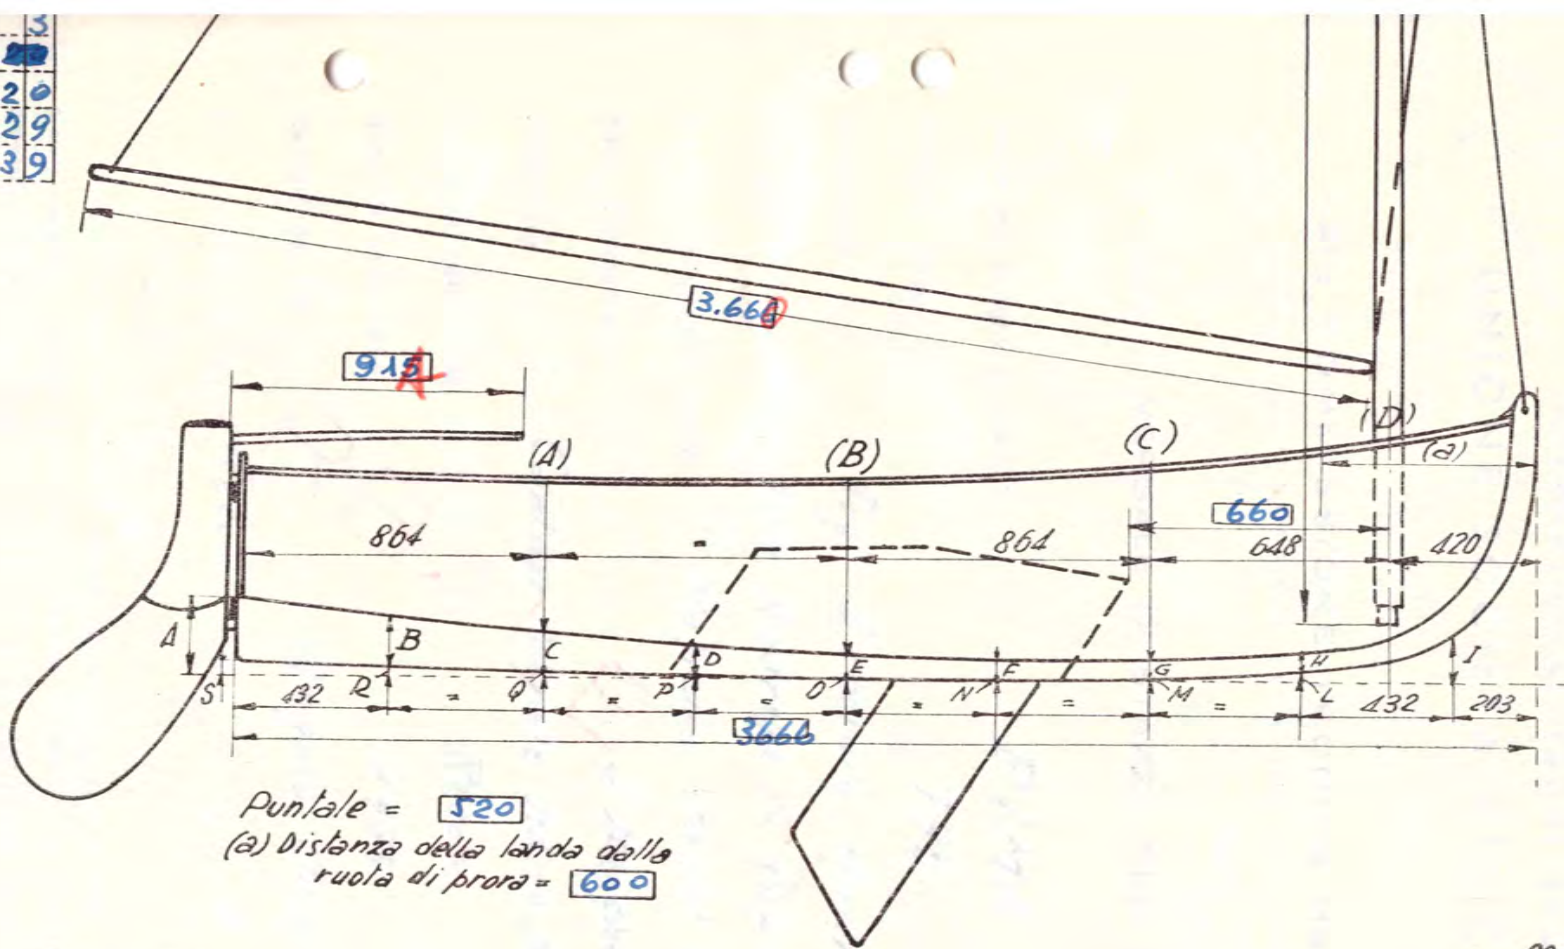 3
20
29
39
3.66
915
(A)
(B)
(C)
(D)
(a)
660
864
=
864
648
420
A
B
C
D
E
F
G
H
I
S
R
Q
P
O
N
M
L
432
=
=
=
=
=
=
432
203
3666
Puntale = 520
(a) Distanza della landa dalla
ruota di prora = 600